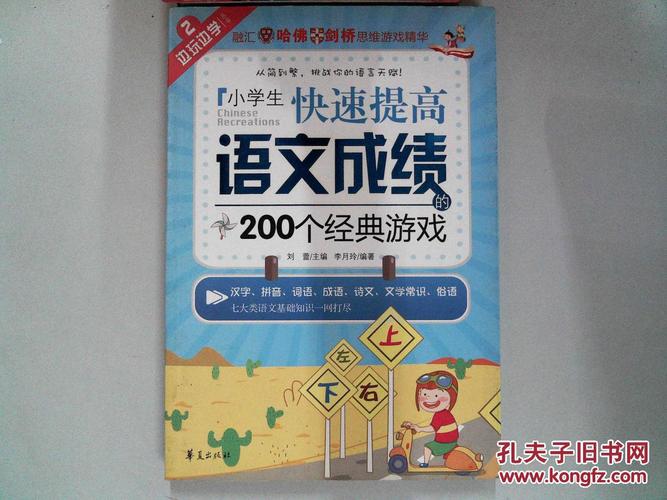 2
边玩边学
融汇 哈佛 剑桥 思维游戏精华
从简到繁，挑战你的语言天赋！
「小学生
Chinese
Recreations
快速提高
语文成绩的
200个经典游戏
刘 蕾/主编 李月玲/编著
汉字、拼音、词语、成语、诗文、文学常识、俗语
七大类语文基础知识一网打尽
上
左
下
右
华夏出版社
孔夫子旧书网
www.kongfz.com